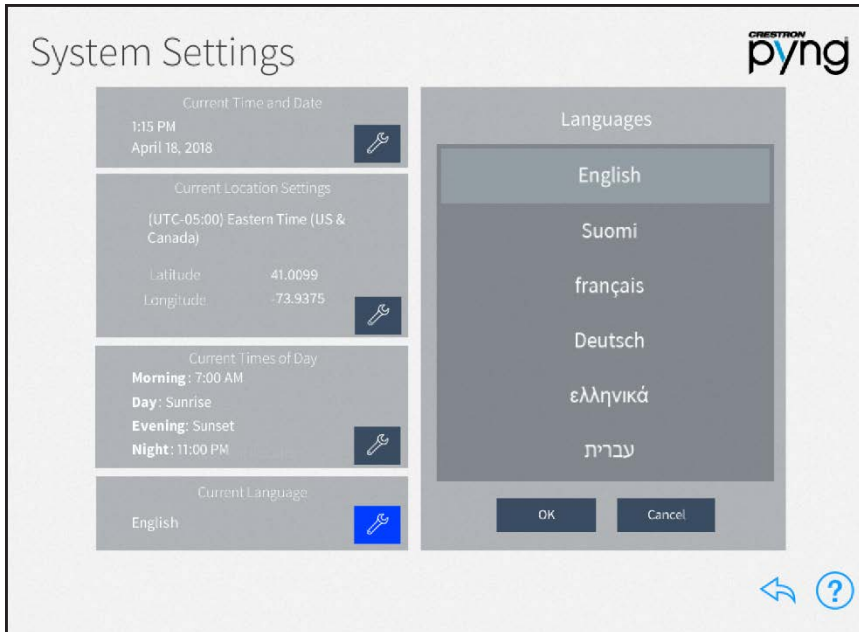 System Settings
CRESTRON
pyng
Current Time and Date
1:15 PM
April 18, 2018
Current Location Settings
(UTC-05:00) Eastern Time (US &
Canada)
Latitude 41.0099
Longitude -73.9375
Current Times of Day
Morning: 7:00 AM
Day: Sunrise
Evening: Sunset
Night: 11:00 PM
Current Language
English
Languages
English
Suomi
français
Deutsch
ελληνικά
עברית
OK Cancel
?